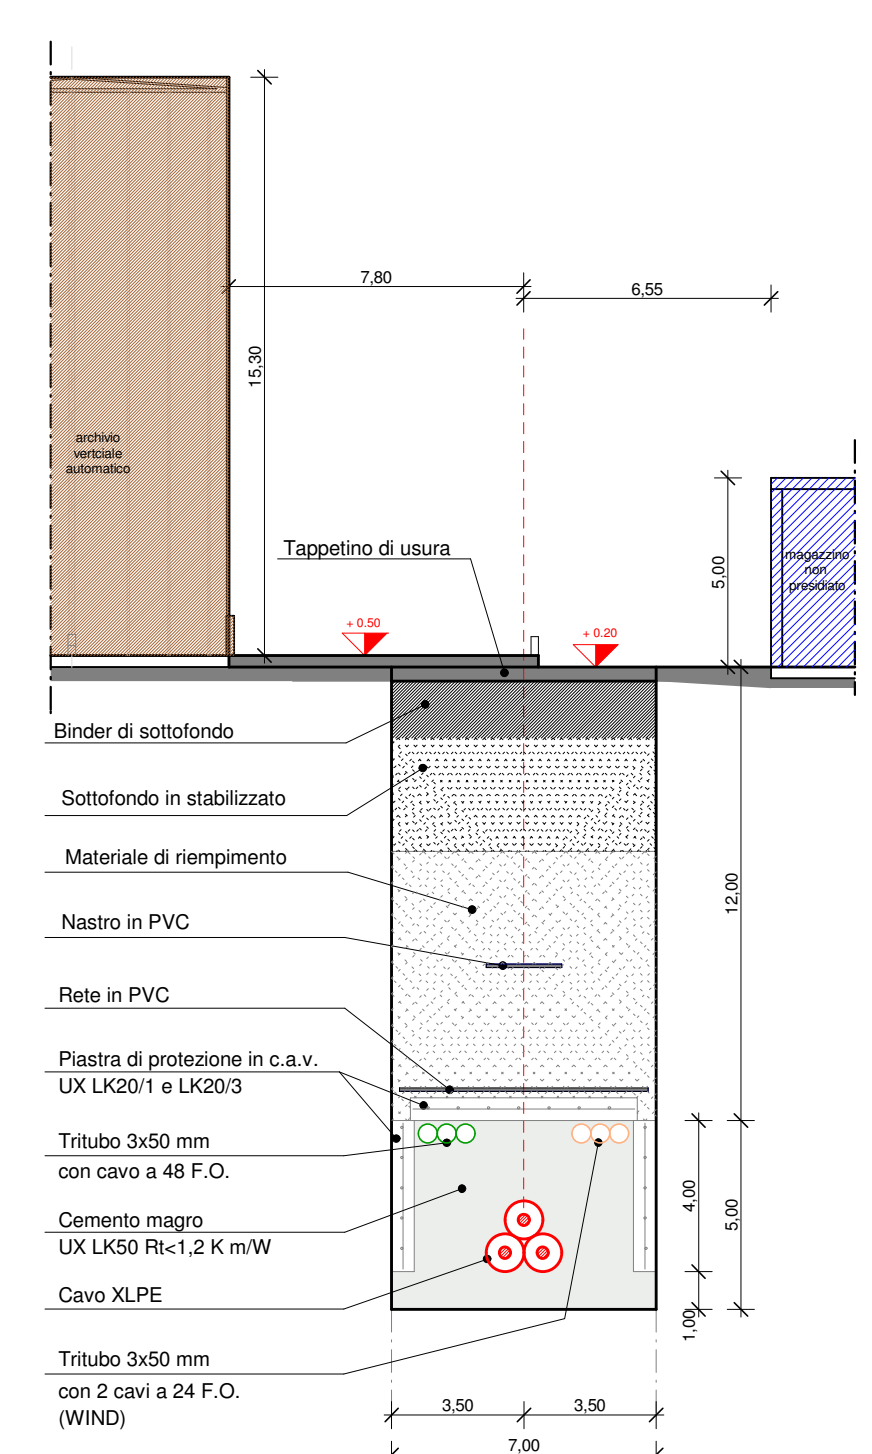 7,80
6,55
15,30
archivio
vertciale
automatico
Tappetino di usura
5,00
magazzino
non
presidiato
+ 0.50
+ 0.20
Binder di sottofondo
Sottofondo in stabilizzato
Materiale di riempimento
12,00
Nastro in PVC
Rete in PVC
Piastra di protezione in c.a.v.
UX LK20/1 e LK20/3
Tritubo 3x50 mm
con cavo a 48 F.O.
4,00
5,00
Cemento magro
UX LK50 Rt<1,2 K m/W
Cavo XLPE
1,00
Tritubo 3x50 mm
con 2 cavi a 24 F.O.
(WIND)
3,50
3,50
7,00